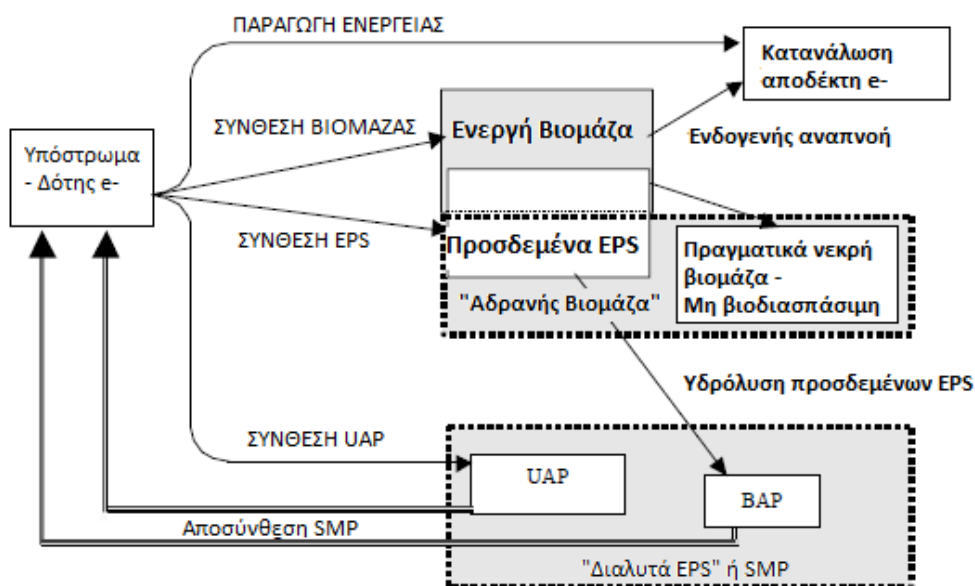 ΠΑΡΑΓΩΓΗ ΕΝΕΡΓΕΙΑΣ
Κατανάλωση
αποδέκτη e-
ΣΥΝΘΕΣΗ ΒΙΟΜΑΖΑΣ
Ενεργή Βιομάζα
Ενδογενής αναπνοή
Υπόστρωμα
- Δότης e-
ΣΥΝΘΕΣΗ EPS
Προσδεμένα EPS
Πραγματικά νεκρή
βιομάζα -
Μη βιοδιασπάσιμη
"Αδρανής Βιομάζα"
Υδρόλυση προσδεμένων EPS
ΣΥΝΘΕΣΗ UAP
UAP
BAP
Αποσύνθεση SMP
"Διαλυτά EPS" ή SMP